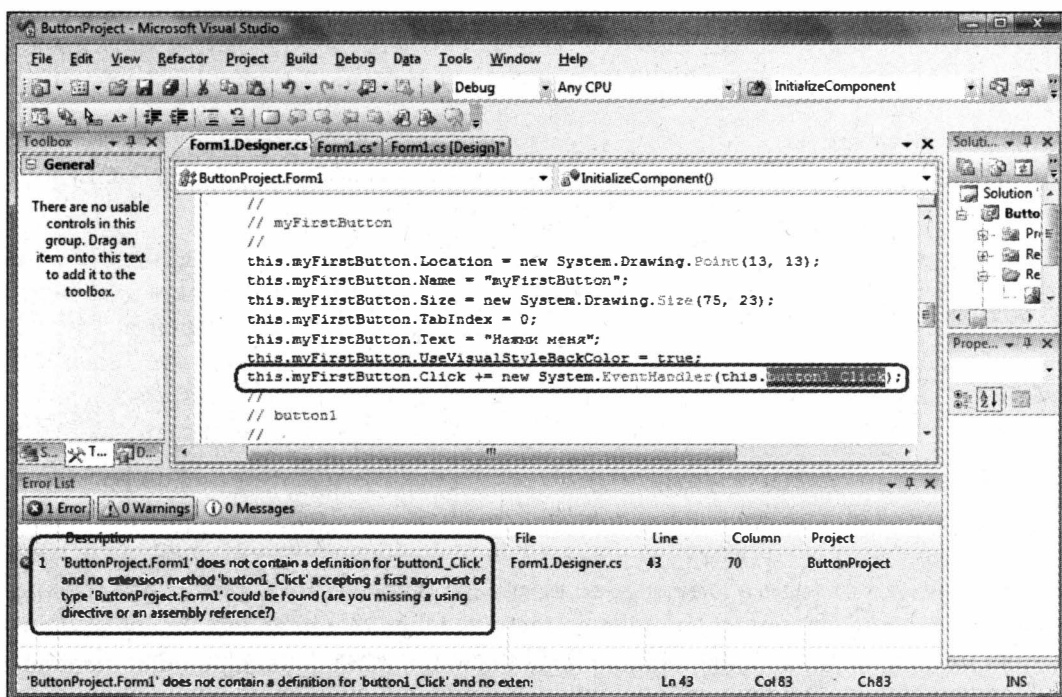 ButtonProject - Microsoft Visual Studio
File Edit View Refactor Project Build Debug Data Tools Window Help
Debug Any CPU InitializeComponent
Toolbox
General
There are no usable
controls in this
group. Drag an
item onto this text
to add it to the
toolbox.
S... T... D...
Form1.Designer.cs Form1.cs* Form1.cs [Design]*
ButtonProject.Form1 InitializeComponent()
//
// myFirstButton
//
this.myFirstButton.Location = new System.Drawing.Point(13, 13);
this.myFirstButton.Name = "myFirstButton";
this.myFirstButton.Size = new System.Drawing.Size(75, 23);
this.myFirstButton.TabIndex = 0;
this.myFirstButton.Text = "Нажми меня";
this.myFirstButton.UseVisualStyleBackColor = true;
this.myFirstButton.Click += new System.EventHandler(this.button1_Click);
//
// button1
//
Soluti...
Solution '
Butto
Pr
Re
Re
Prope...
Error List
1 Error 0 Warnings 0 Messages
Description File Line Column Project
1 'ButtonProject.Form1' does not contain a definition for 'button1_Click' Form1.Designer.cs 43 70 ButtonProject
and no extension method 'button1_Click' accepting a first argument of
type 'ButtonProject.Form1' could be found (are you missing a using
directive or an assembly reference?)
'ButtonProject.Form1' does not contain a definition for 'button1_Click' and no exten: Ln 43 Col 83 Ch 83 INS